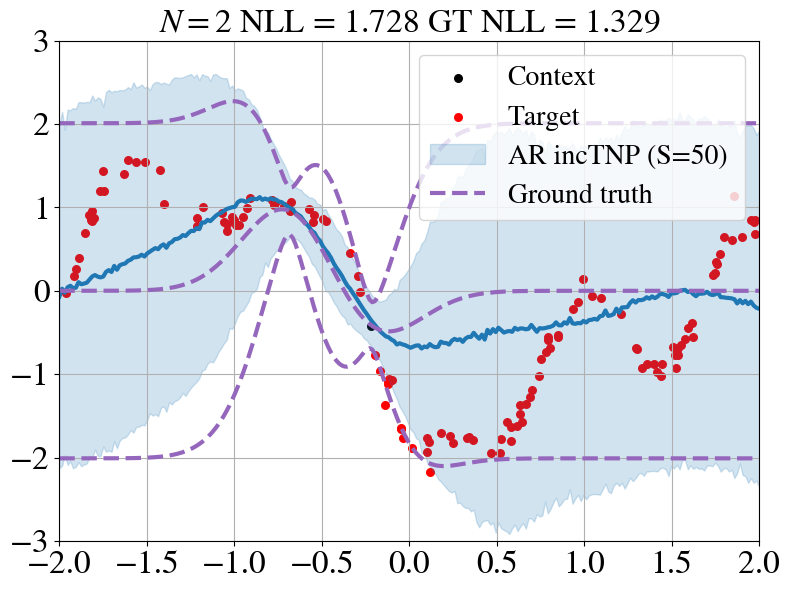 N = 2 NLL = 1.728 GT NLL = 1.329
3
2
1
0
−1
−2
−3
Context
Target
AR incTNP (S=50)
Ground truth
−2.0 −1.5 −1.0 −0.5 0.0 0.5 1.0 1.5 2.0